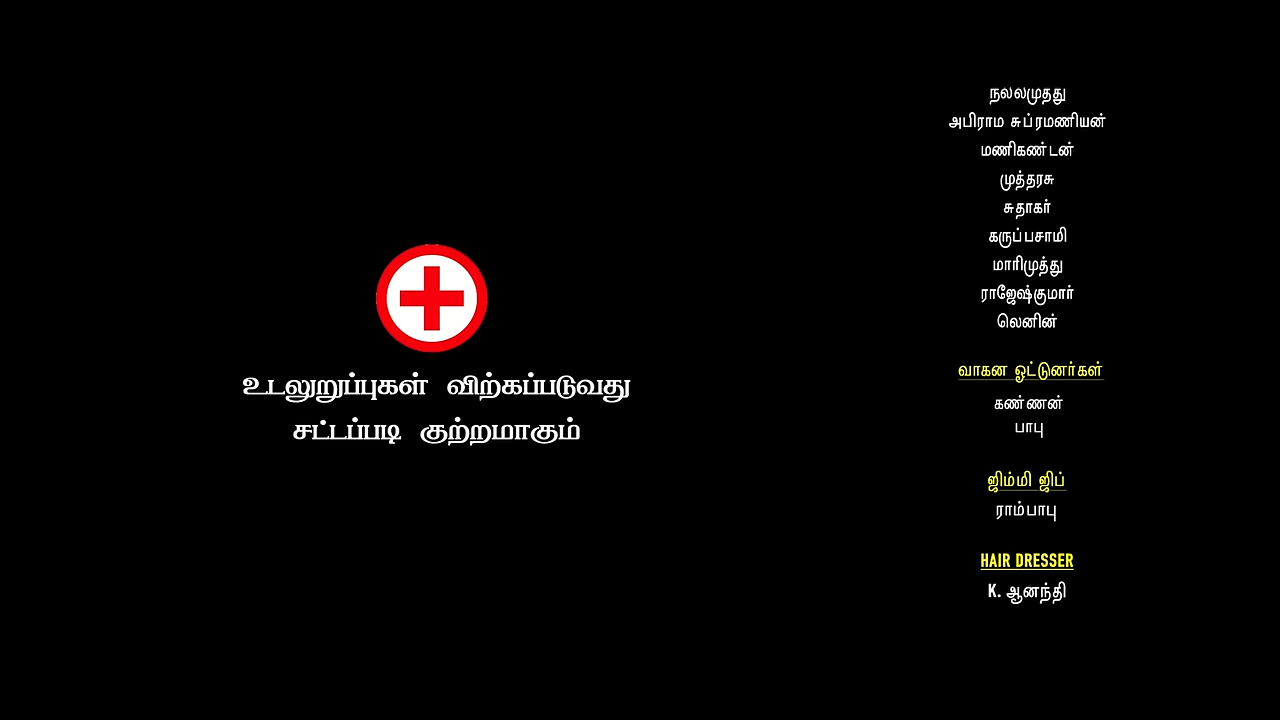 உடலுறுப்புகள் விற்கப்படுவது
சட்டப்படி குற்றமாகும்
நலலமுதது
அபிராம சுப்ரமணியன்
மணிகண்டன்
முத்தரசு
சுதாகர்
கருப்பசாமி
மாரிமுத்து
ராஜேஷ்குமார்
லெனின்
வாகன ஓட்டுனர்கள்
கண்ணன்
பாபு
ஜிம்மி ஜிப்
ராம்பாபு
HAIR DRESSER
K. ஆனந்தி